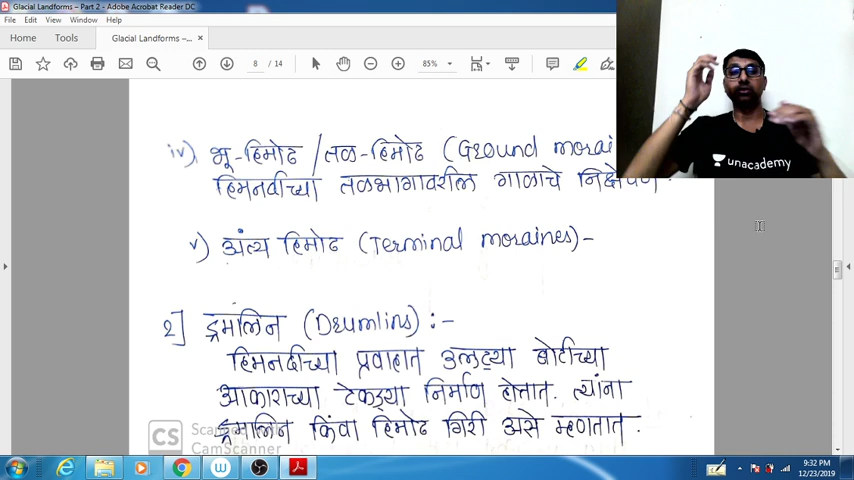 Glacial Landforms – Part 2 - Adobe Acrobat Reader DC
File Edit View Window Help
Home Tools Glacial Landforms –... ×
8 / 14 85%
iv) भू-हिमोढ / तळ-हिमोढ (Ground morai
हिमनदीच्या तळभागावरील गाळाचे निक्षेपण.
v) अंत्य हिमोढ (Terminal moraines) –
2] ड्रमलिन (Drumlins) :-
हिमनदीच्या प्रवाहात उलट्या बोटीच्या
आकाराच्या टेकड्या निर्माण होतात. त्यांना
ड्रमलिन किंवा हिमोढ गिरी असे म्हणतात.
CS Scanned
CamScanner
unacademy
9:32 PM
12/23/2019